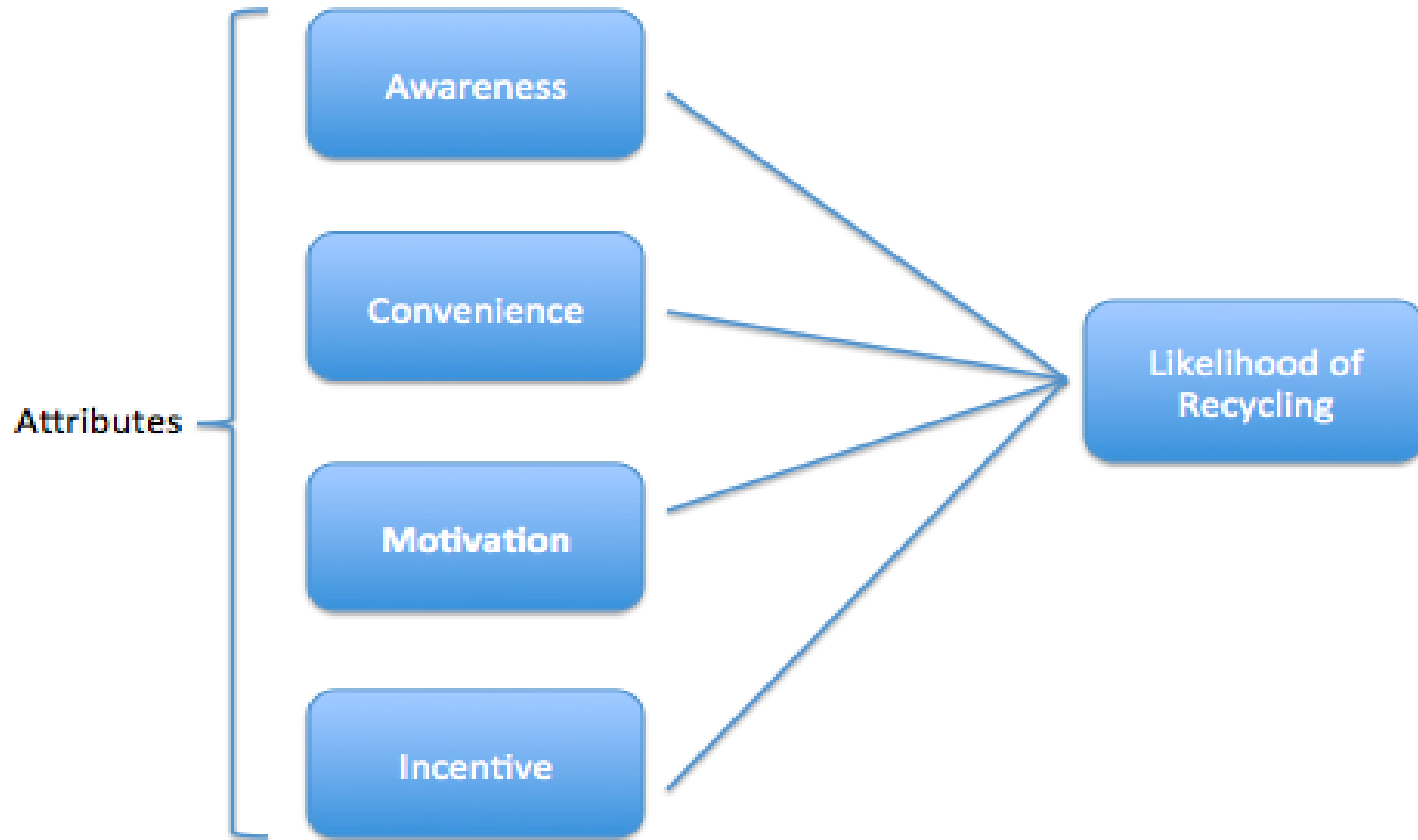 Awareness
Convenience
Attributes
Motivation
Incentive
Likelihood of
Recycling